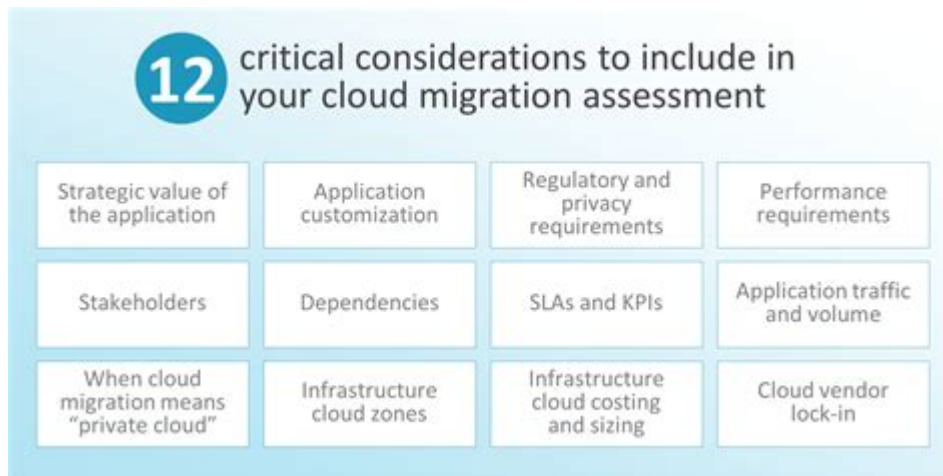 12
critical considerations to include in
your cloud migration assessment
Strategic value of
the application
Application
customization
Regulatory and
privacy
requirements
Performance
requirements
Stakeholders
Dependencies
SLAs and KPIs
Application traffic
and volume
When cloud
migration means
“private cloud”
Infrastructure
cloud zones
Infrastructure
cloud costing
and sizing
Cloud vendor
lock-in